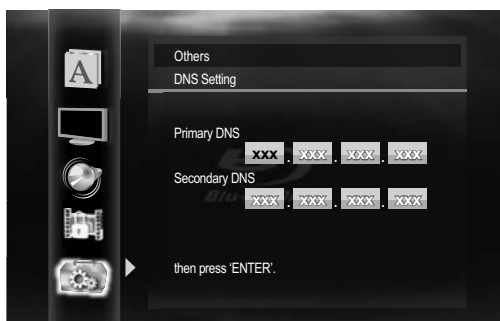 A
Others
DNS Setting
Primary DNS
xxx . xxx . xxx . xxx
Secondary DNS
xxx . xxx . xxx . xxx
then press 'ENTER'.